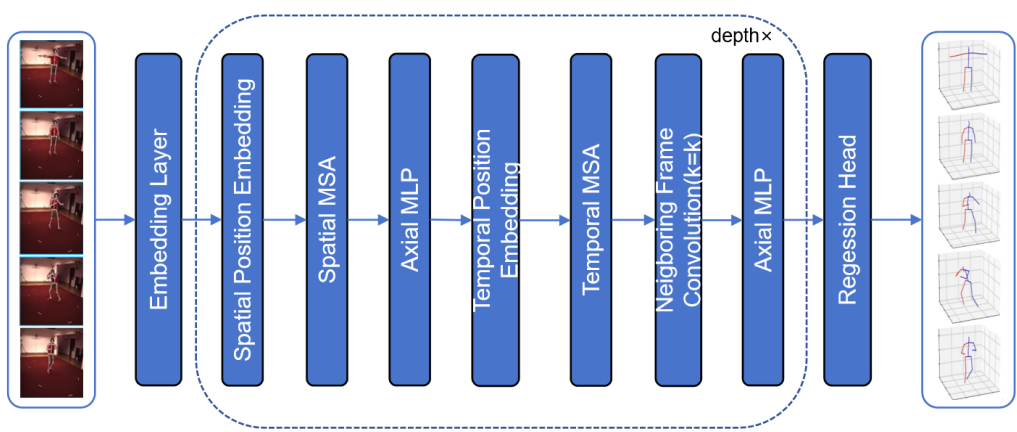 depth×
Embedding Layer
Spatial Position Embedding
Spatial MSA
Axial MLP
Temporal Position
Embedding
Temporal MSA
Neigboring Frame
Convolution(k=k)
Axial MLP
Regession Head